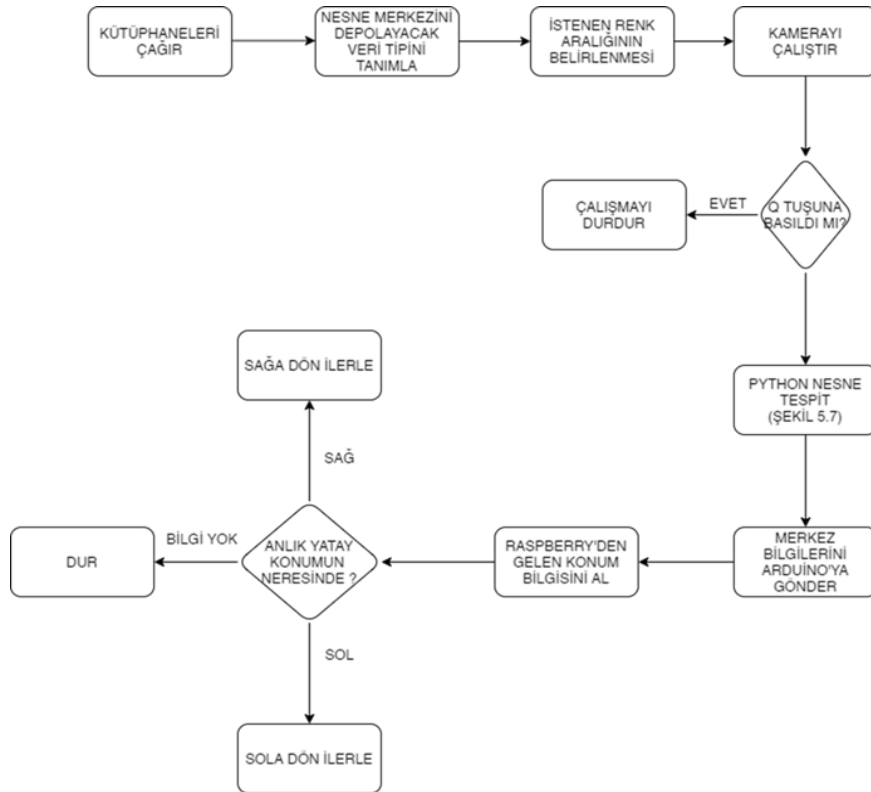 KÜTÜPHANELERİ
ÇAĞIR
NESNE MERKEZİNİ
DEPOLAYACAK
VERİ TİPİNİ
TANIMLA
İSTENEN RENK
ARALIĞININ
BELİRLENMESİ
KAMERAYI
ÇALIŞTIR
Q TUŞUNA
BASILDI MI?
EVET
ÇALIŞMAYI
DURDUR
PYTHON NESNE
TESPİT
(ŞEKİL 5.7)
MERKEZ
BİLGİLERİNİ
ARDUİNO'YA
GÖNDER
RASPBERRY'DEN
GELEN KONUM
BİLGİSİNİ AL
ANLIK YATAY
KONUMUN
NERESİNDE ?
SAĞ
SAĞA DÖN İLERLE
BİLGİ YOK
DUR
SOL
SOLA DÖN İLERLE